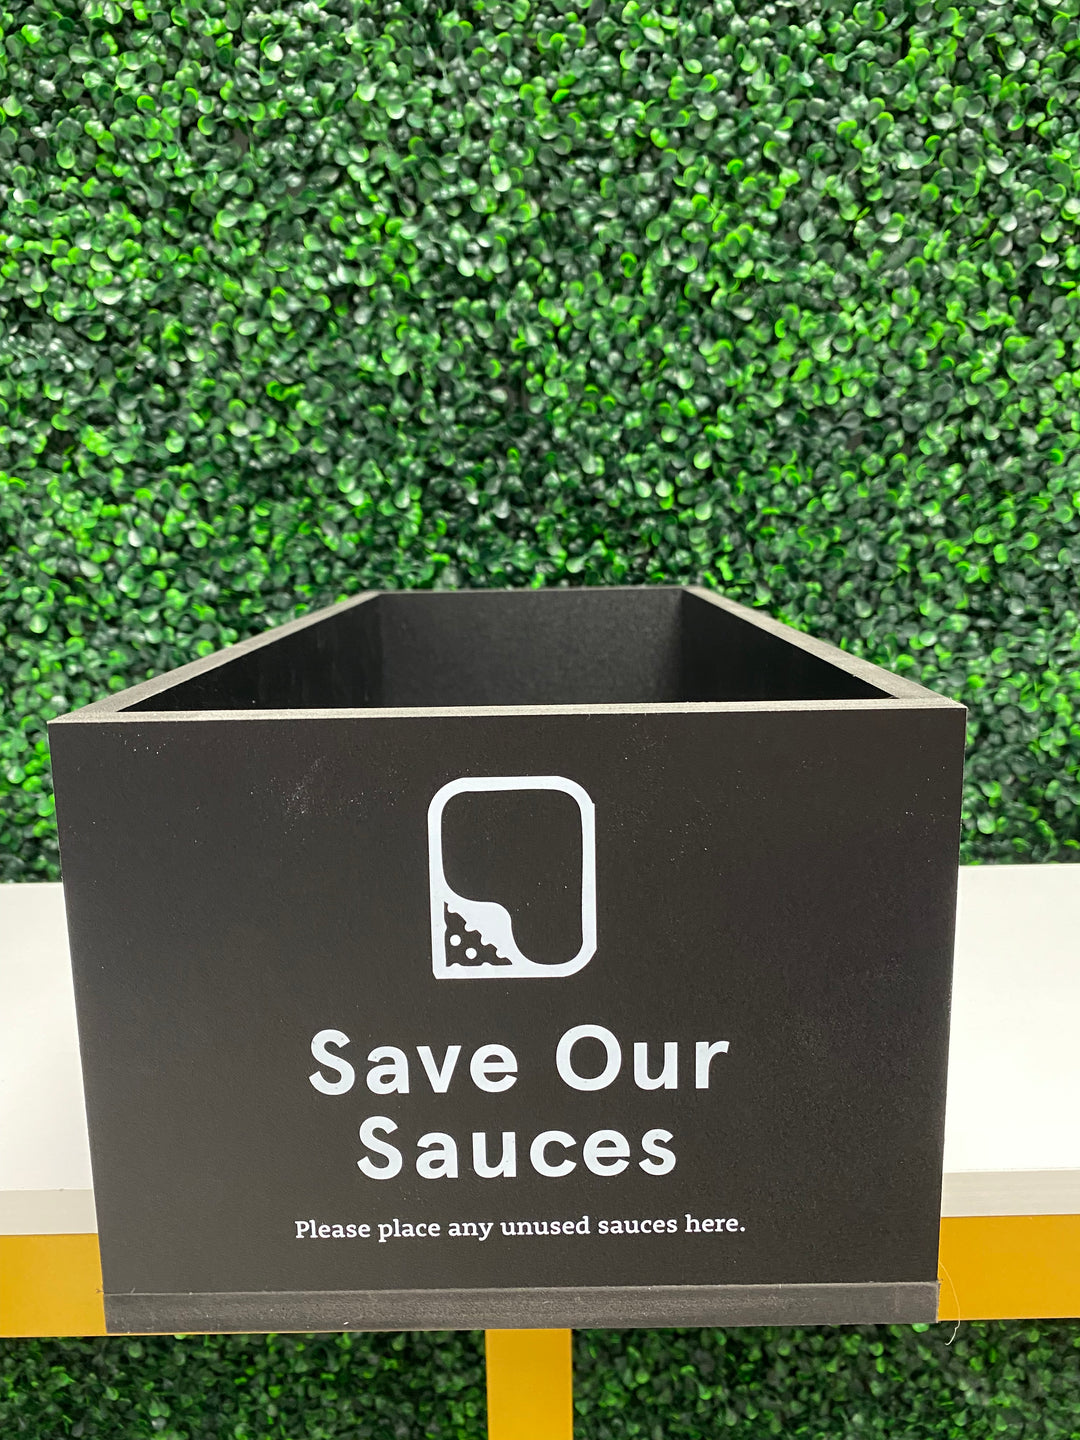 Save Our
Sauces
Please place any unused sauces here.